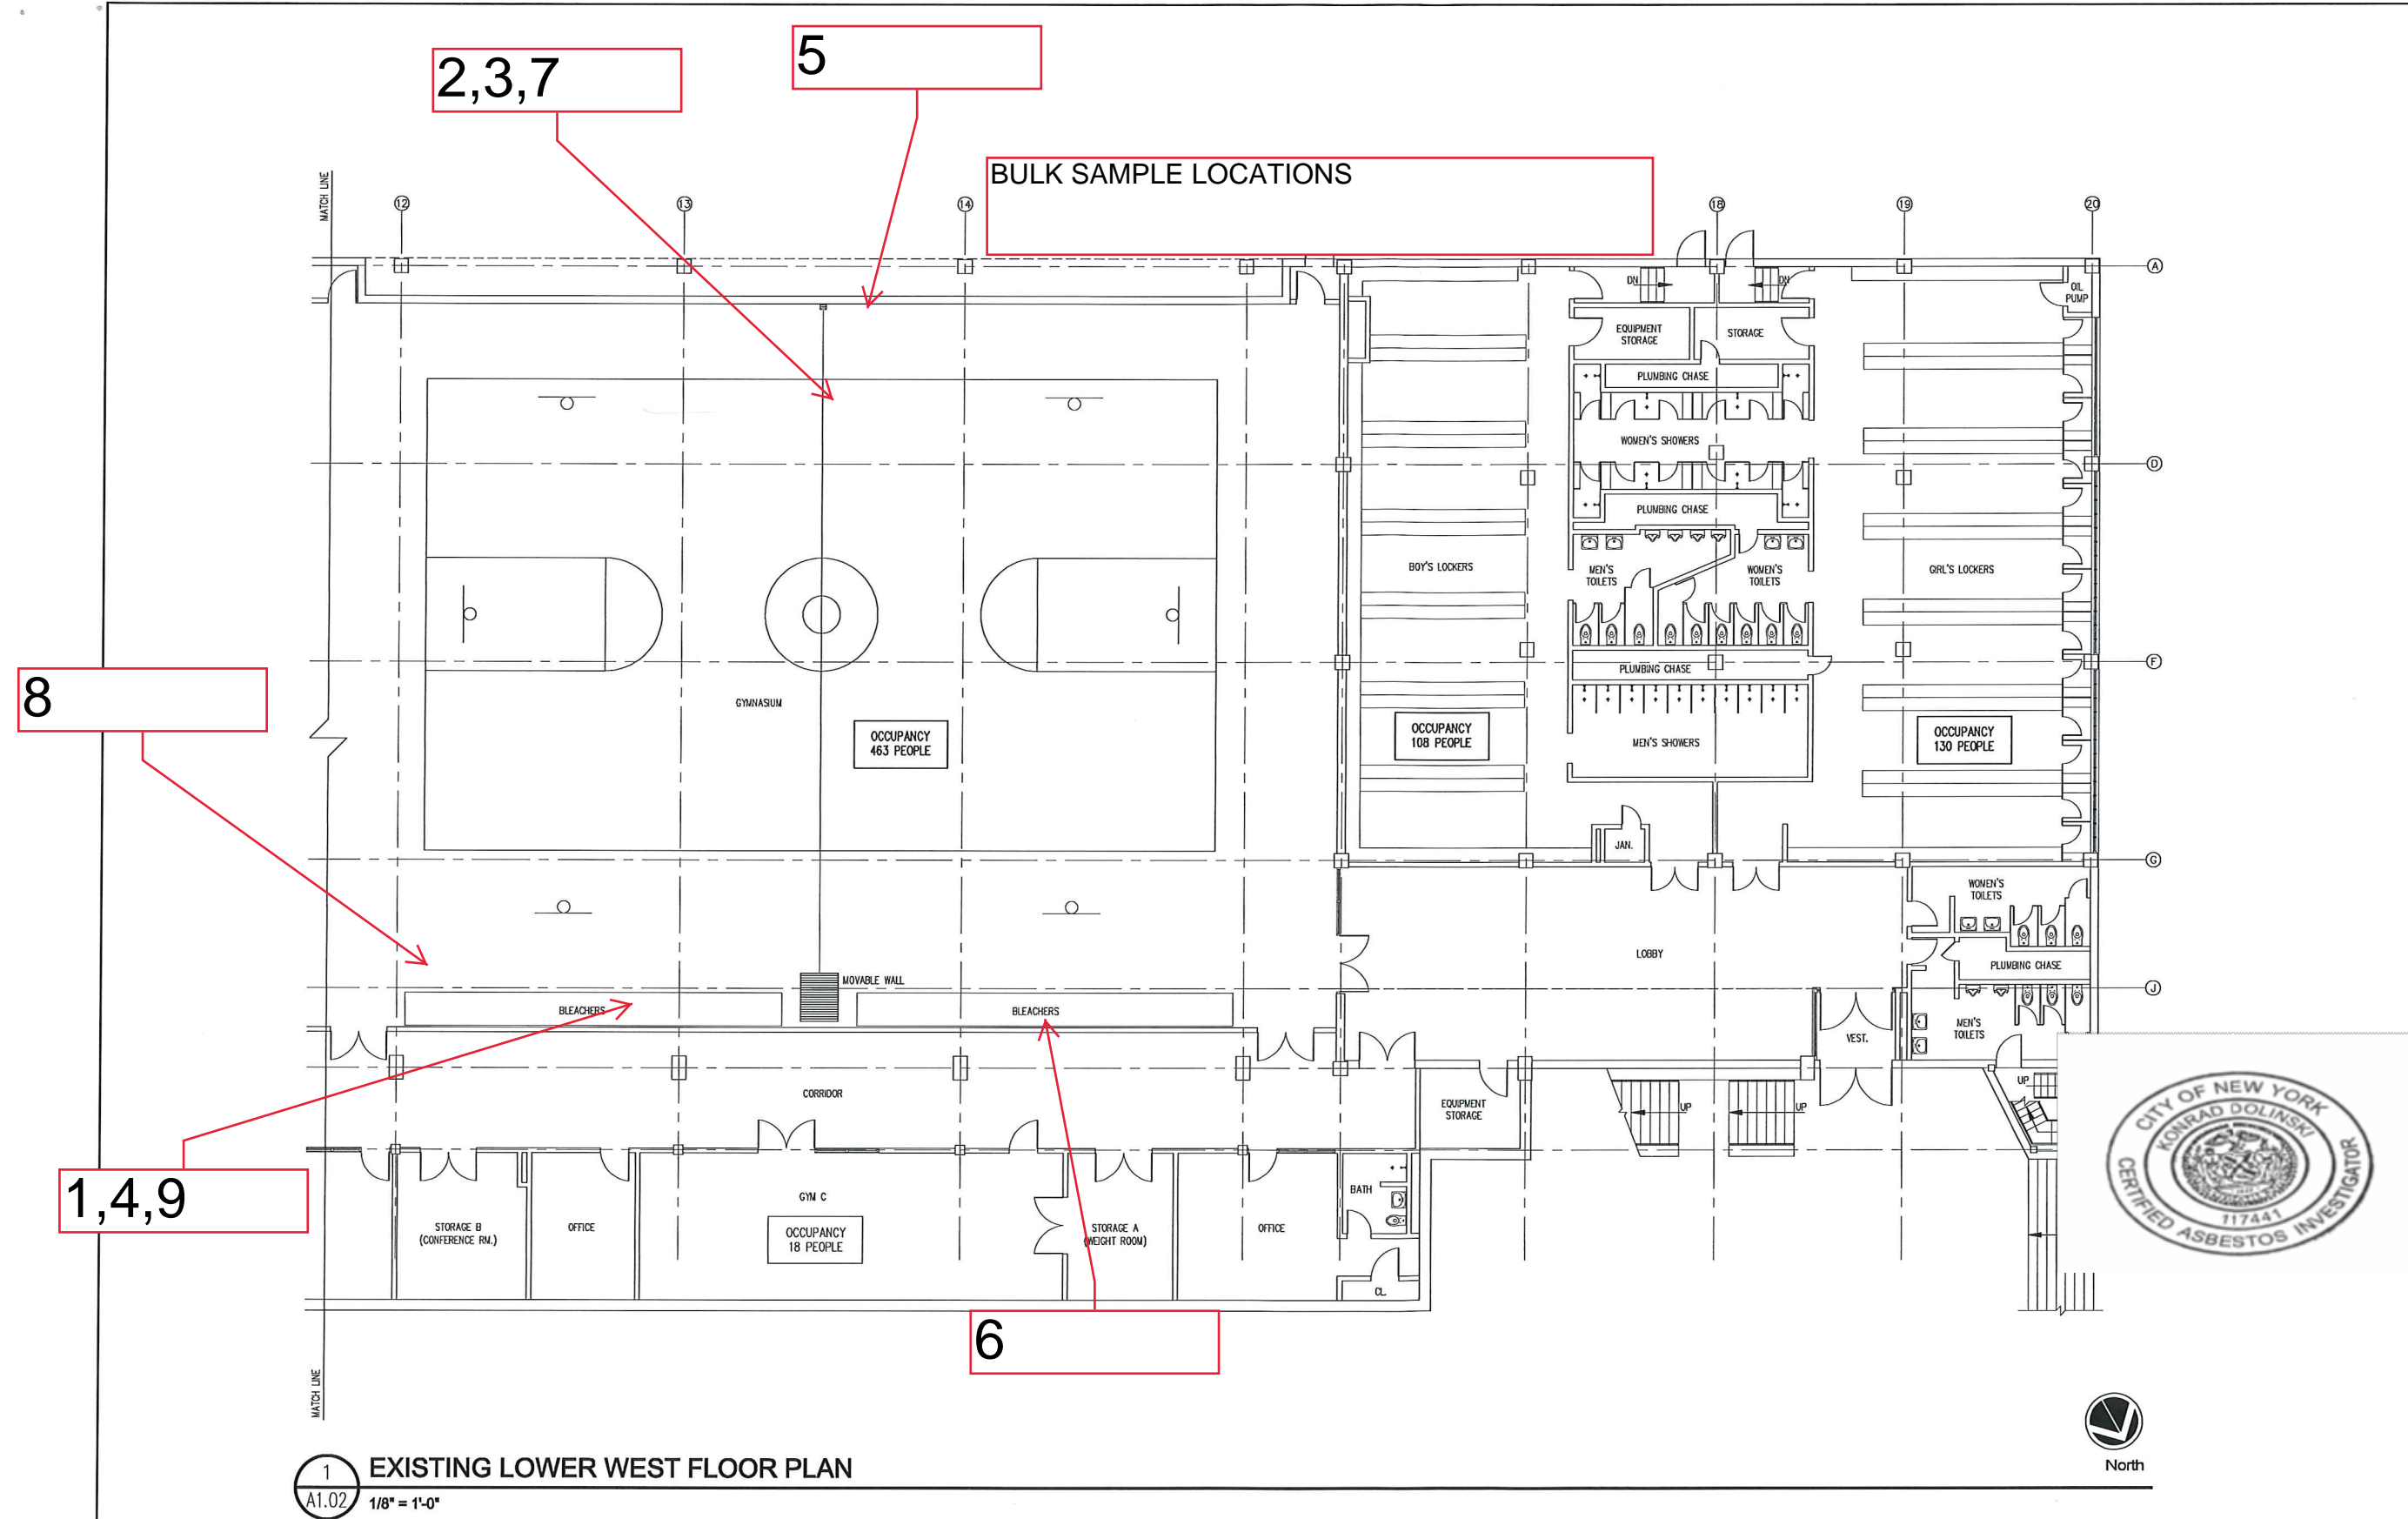 5
2,3,7
BULK SAMPLE LOCATIONS
MATCH LINE
12
13
14
18
19
20
A
DN
DN
OIL
PUMP
EQUIPMENT
STORAGE
STORAGE
PLUMBING CHASE
WOMEN'S SHOWERS
D
PLUMBING CHASE
BOY'S LOCKERS
MEN'S
TOILETS
WOMEN'S
TOILETS
GIRL'S LOCKERS
F
PLUMBING CHASE
8
GYMNASIUM
OCCUPANCY
463 PEOPLE
OCCUPANCY
108 PEOPLE
MEN'S SHOWERS
OCCUPANCY
130 PEOPLE
JAN.
G
WOMEN'S
TOILETS
LOBBY
PLUMBING CHASE
MOVABLE WALL
J
BLEACHERS
BLEACHERS
MEN'S
TOILETS
VEST.
CORRIDOR
EQUIPMENT
STORAGE
UP
UP
UP
1,4,9
GYM C
STORAGE B
(CONFERENCE RM.)
OFFICE
OCCUPANCY
18 PEOPLE
STORAGE A
(WEIGHT ROOM)
OFFICE
BATH
CL.
CITY OF NEW YORK
KONRAD DOLINSKI
117441
CERTIFIED ASBESTOS INVESTIGATOR
6
MATCH LINE
North
1
A1.02
EXISTING LOWER WEST FLOOR PLAN
1/8" = 1'-0"